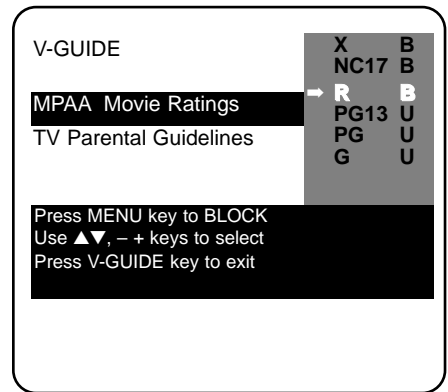 V-GUIDE
MPAA Movie Ratings
TV Parental Guidelines
X B
NC17 B
➡ R B
PG13 U
PG U
G U
Press MENU key to BLOCK
Use ▲▼, – + keys to select
Press V-GUIDE key to exit